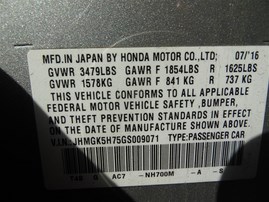 MFD.IN JAPAN BY HONDA MOTOR CO.,LTD; 07/'16
GVWR 3479LBS GAWR F 1854LBS R 1625LBS
GVWR 1578KG GAWR F 841 KG R 737 KG
THIS VEHICLE CONFORMS TO ALL APPLICABLE
FEDERAL MOTOR VEHICLE SAFETY ,BUMPER,
AND THEFT PREVENTION STANDARDS IN EFFECT
ON THE DATE OF MANUFACTURE SHOWN ABOVE.
V.I.N.: JHMGK5H75GS009071 TYPE:PASSENGER CAR
AC7 -NH700M -A -S